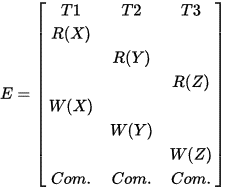 T1 T2 T3
R(X)
R(Y)
R(Z)
E =
W(X)
W(Y)
W(Z)
Com. Com. Com.